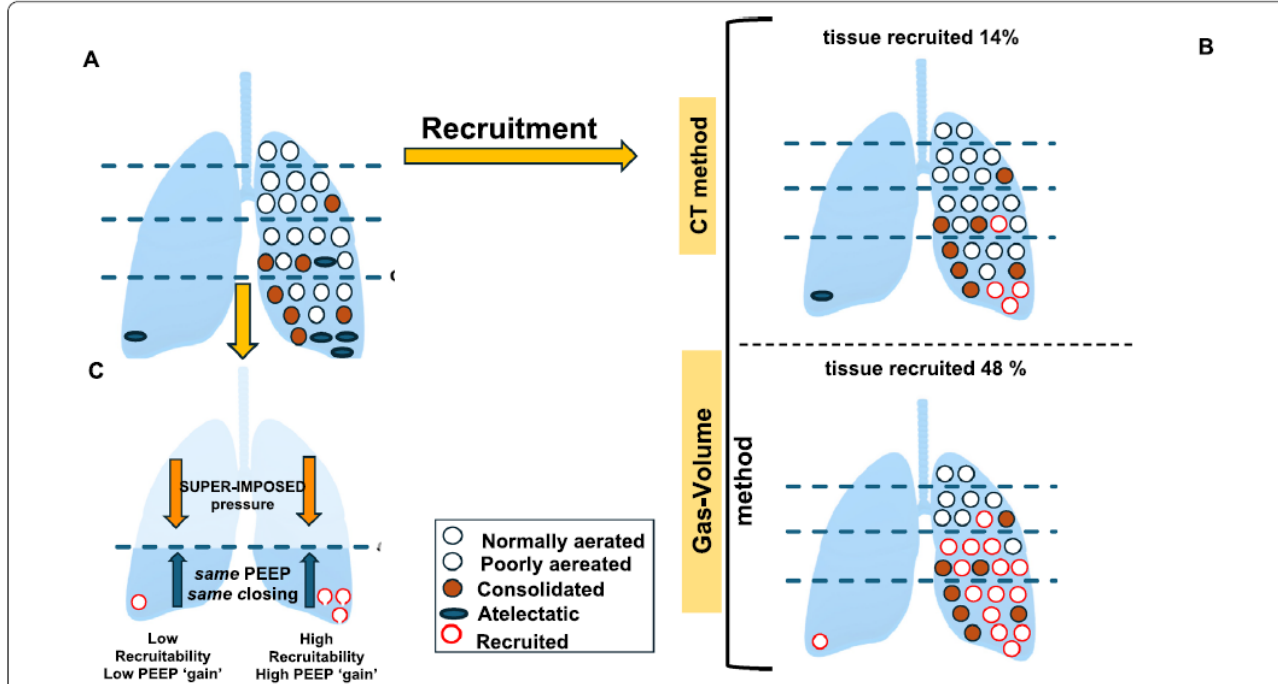 A
Recruitment
CT method
tissue recruited 14%
B
C
SUPER-IMPOSED
pressure
same PEEP
same closing
Low
Recruitability
Low PEEP ‘gain’
High
Recruitability
High PEEP ‘gain’
Normally aerated
Poorly aereated
Consolidated
Atelectatic
Recruited
Gas-Volume
method
tissue recruited 48 %